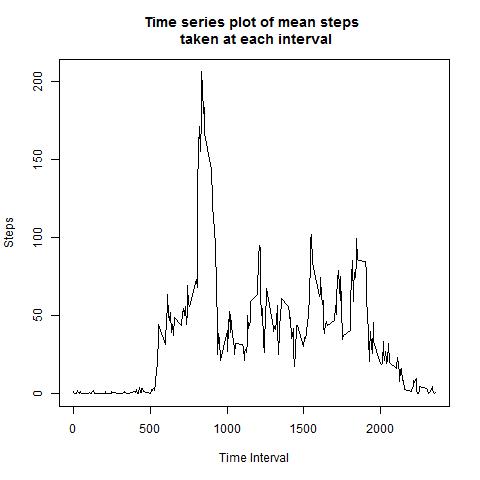 Time series plot of mean steps
taken at each interval
Steps
200
150
100
50
0
0 500 1000 1500 2000
Time Interval